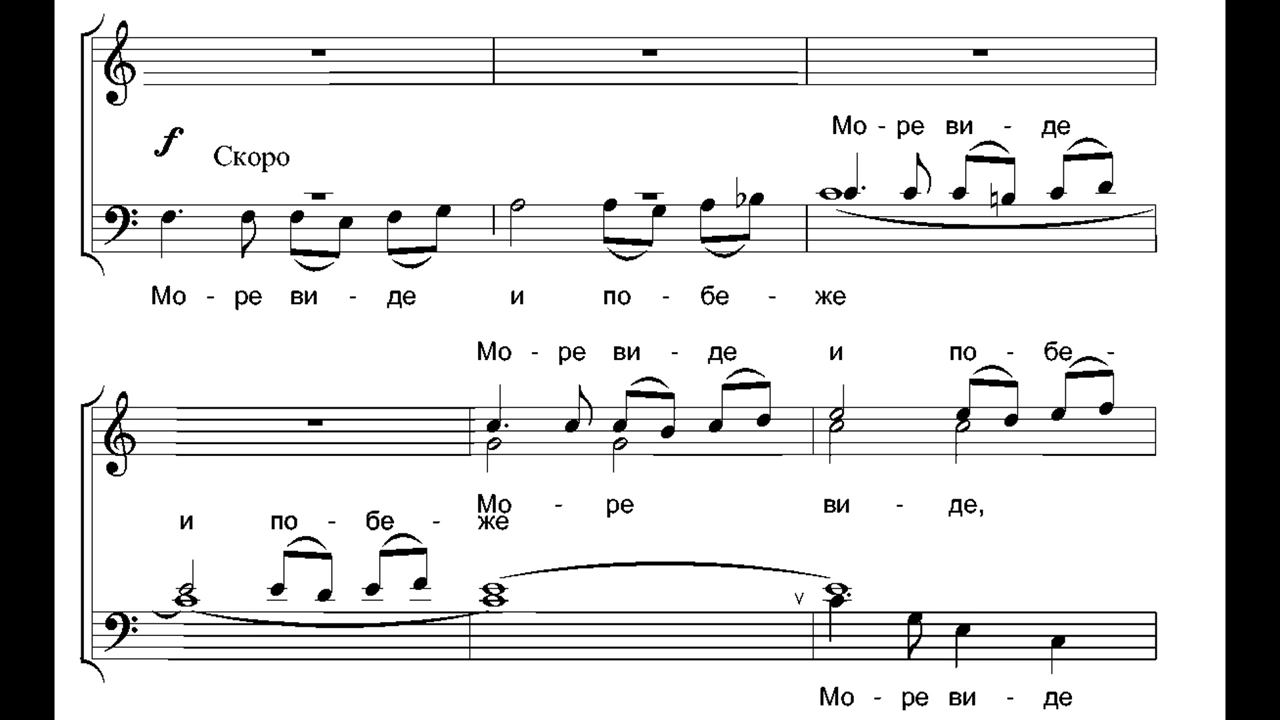 f
Скоро
Мо - ре ви - де
Мо - ре ви - де и по - бе - же
Мо - ре ви - де и по - бе -
Мо - ре ви - де,
и по - бе - же
Мо - ре ви - де